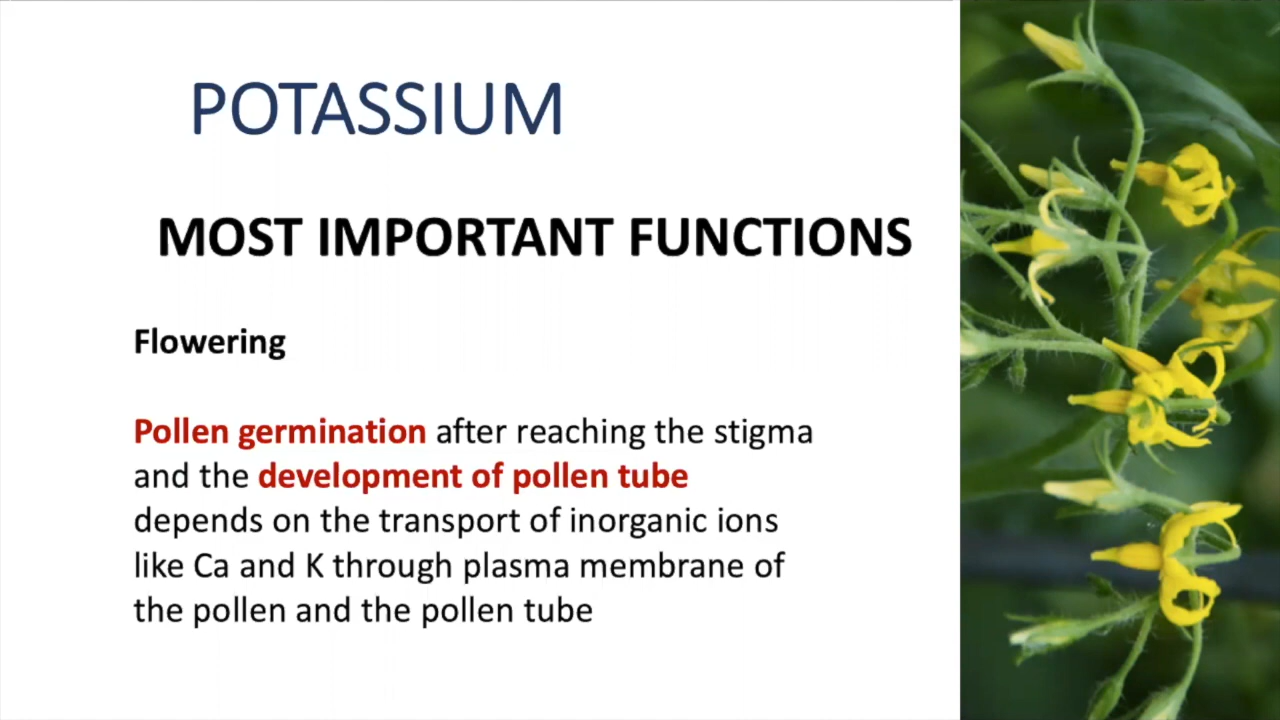 POTASSIUM
MOST IMPORTANT FUNCTIONS
Flowering
Pollen germination after reaching the stigma
and the development of pollen tube
depends on the transport of inorganic ions
like Ca and K through plasma membrane of
the pollen and the pollen tube